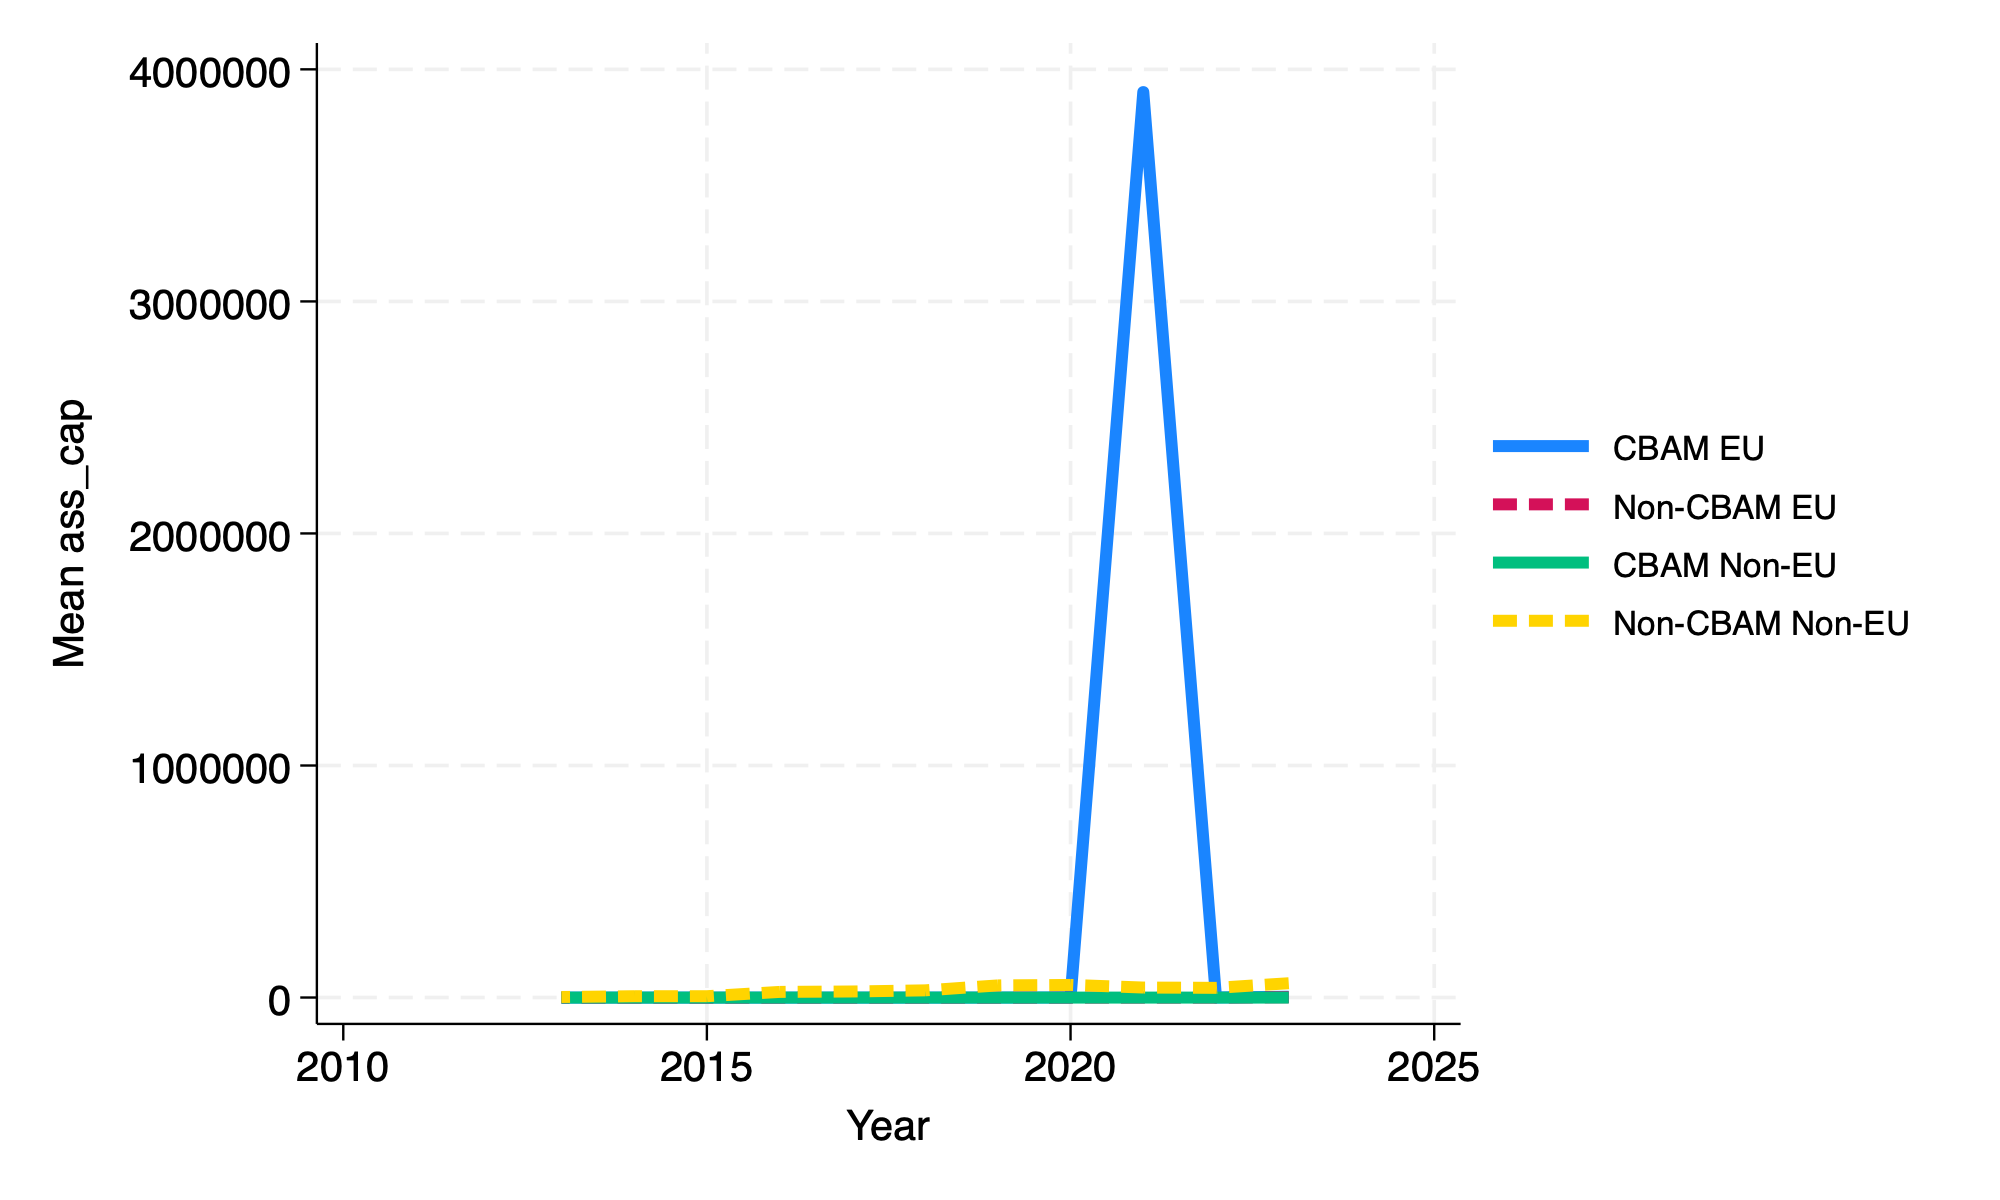 4000000
3000000
2000000
1000000
0
Mean ass_cap
2010 2015 2020 2025
Year
CBAM EU
Non-CBAM EU
CBAM Non-EU
Non-CBAM Non-EU